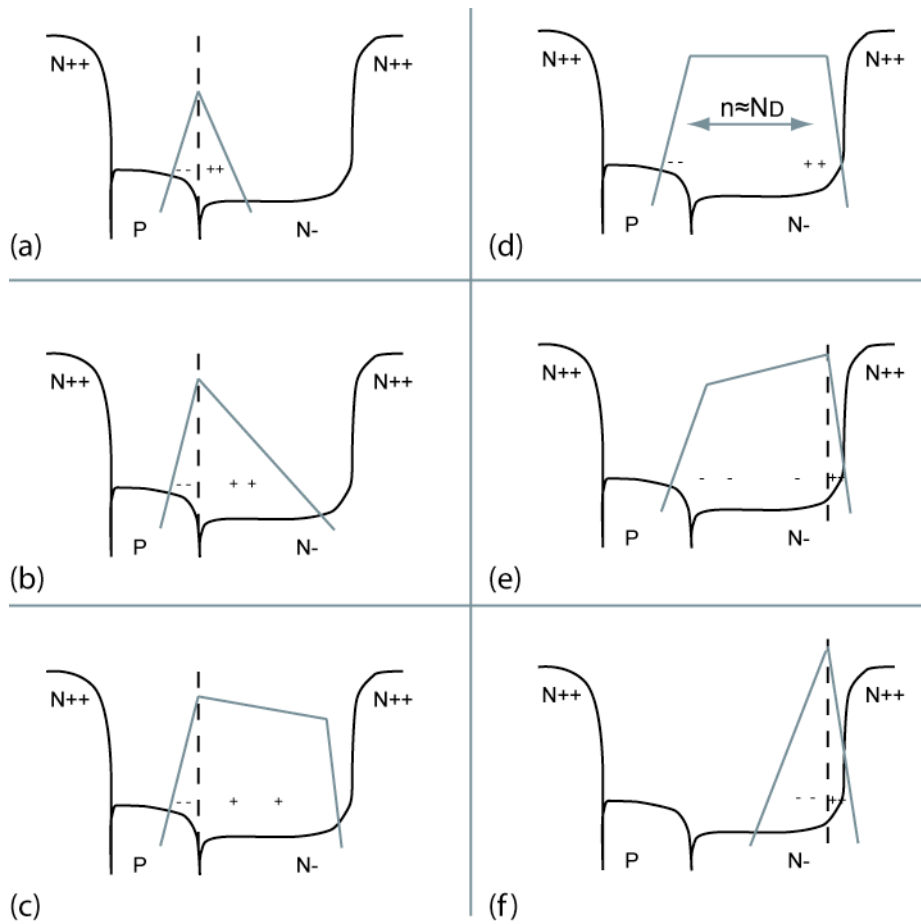 N++ N++
-- ++
P N-
(a)
N++ N++
-- + +
P N-
(b)
N++ N++
-- + +
P N-
(c)
N++ N++
n≈ND
-- ++
P N-
(d)
N++ N++
- - - ++
P N-
(e)
N++ N++
-- ++
P N-
(f)